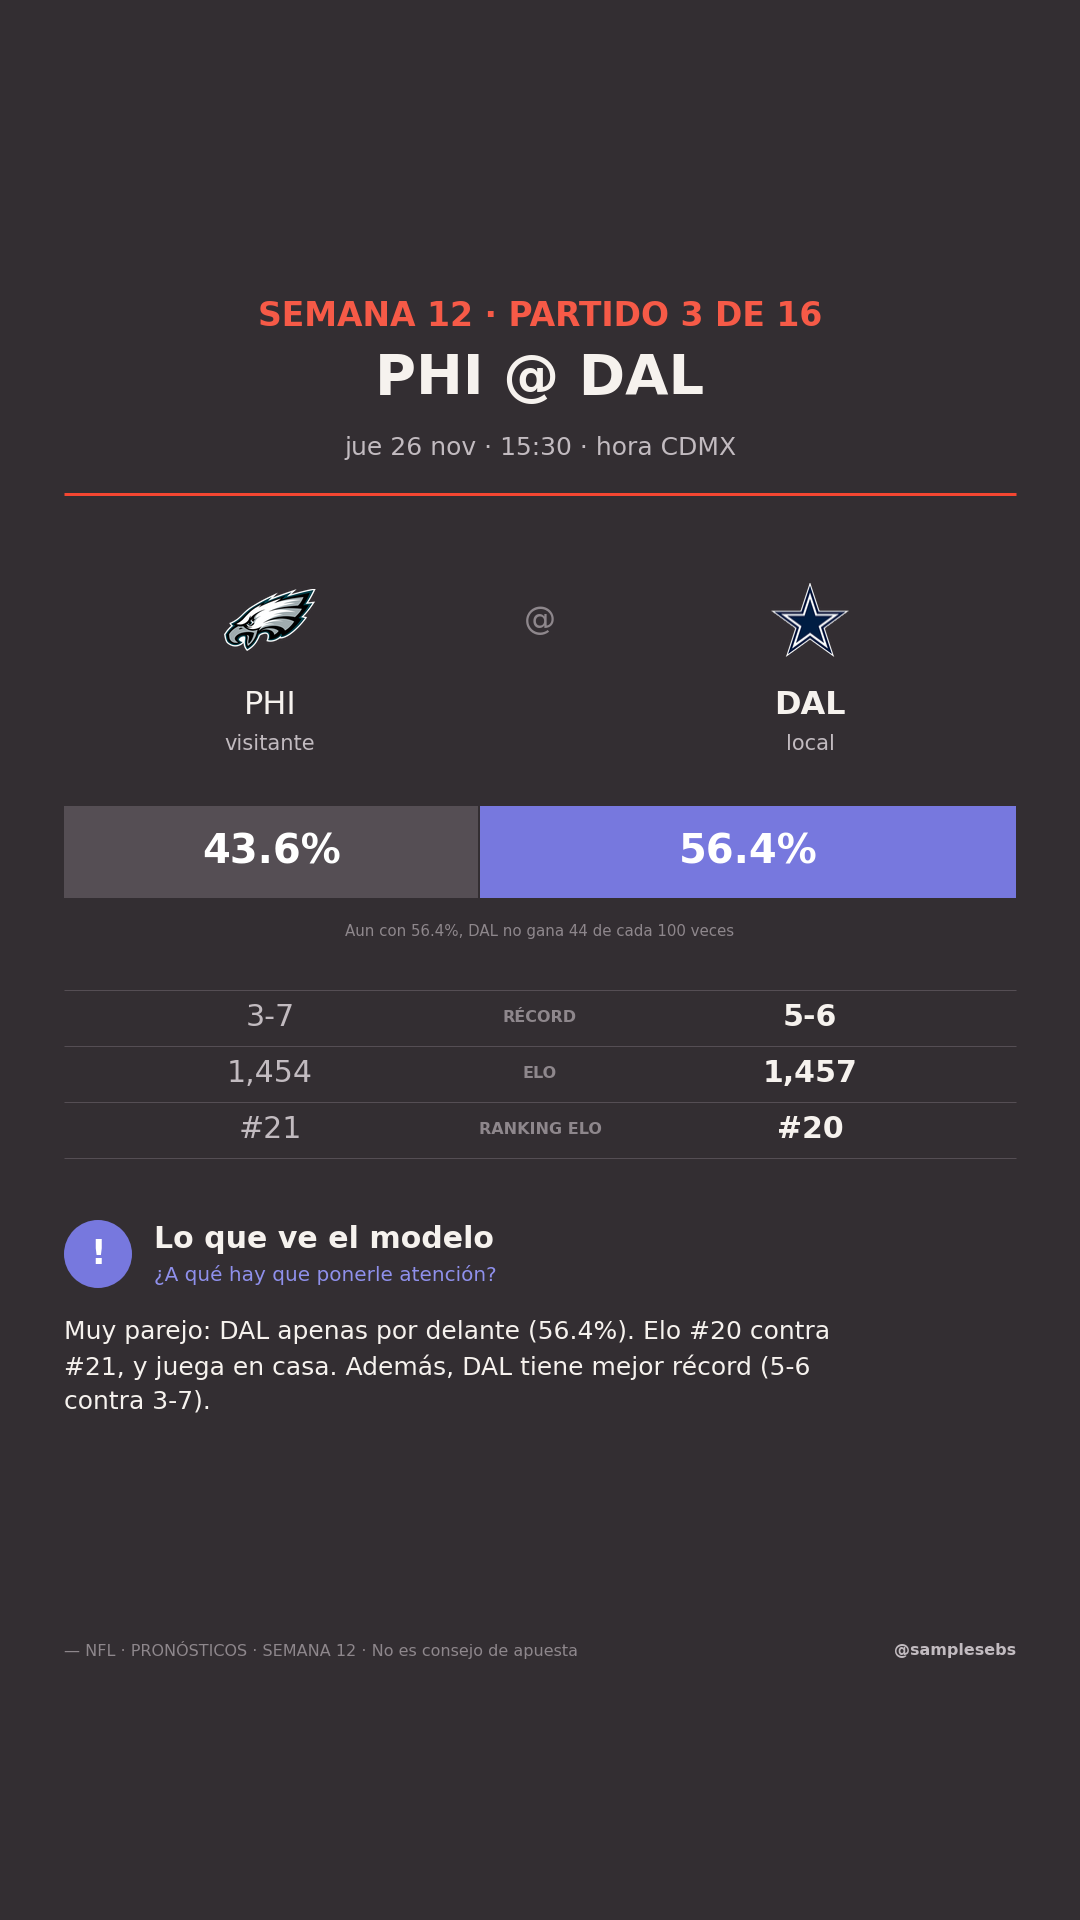 SEMANA 12 · PARTIDO 3 DE 16
PHI @ DAL
jue 26 nov · 15:30 · hora CDMX
@
PHI
DAL
visitante
local
43.6%
56.4%
Aun con 56.4%, DAL no gana 44 de cada 100 veces
3-7 RÉCORD 5-6
1,454 ELO 1,457
#21 RANKING ELO #20
!
Lo que ve el modelo
¿A qué hay que ponerle atención?
Muy parejo: DAL apenas por delante (56.4%). Elo #20 contra
#21, y juega en casa. Además, DAL tiene mejor récord (5-6
contra 3-7).
— NFL · PRONÓSTICOS · SEMANA 12 · No es consejo de apuesta
@samplesebs